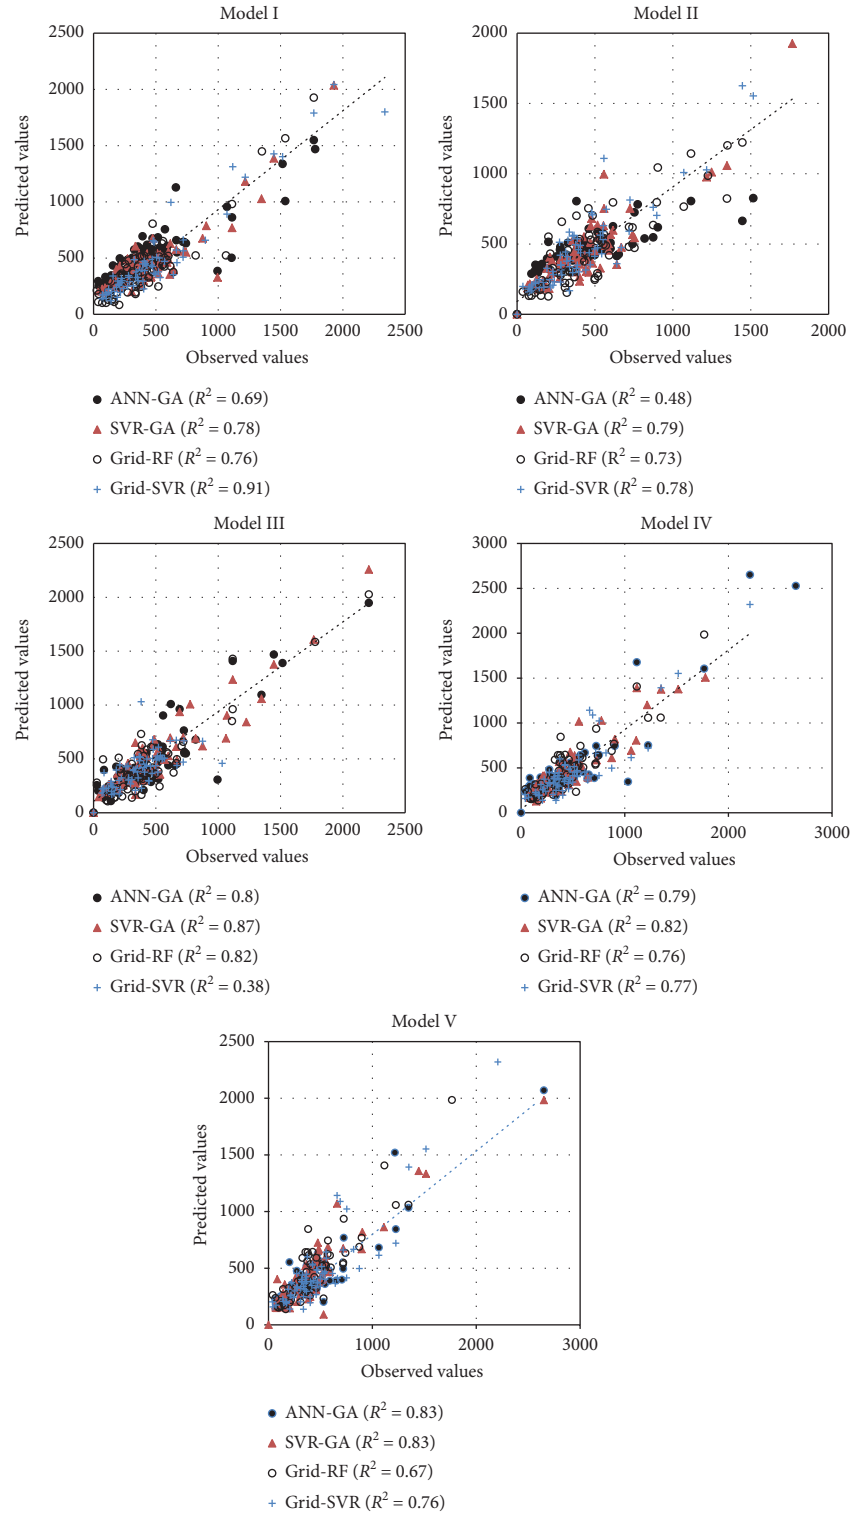 Model I
2500
2000
1500
1000
500
0
Predicted values
0 500 1000 1500 2000 2500
Observed values
ANN-GA (R² = 0.69)
SVR-GA (R² = 0.78)
Grid-RF (R² = 0.76)
Grid-SVR (R² = 0.91)
Model II
2000
1500
1000
500
0
Predicted values
0 500 1000 1500 2000
Observed values
ANN-GA (R² = 0.48)
SVR-GA (R² = 0.79)
Grid-RF (R² = 0.73)
Grid-SVR (R² = 0.78)
Model III
2500
2000
1500
1000
500
0
Predicted values
0 500 1000 1500 2000 2500
Observed values
ANN-GA (R² = 0.8)
SVR-GA (R² = 0.87)
Grid-RF (R² = 0.82)
Grid-SVR (R² = 0.38)
Model IV
3000
2500
2000
1500
1000
500
0
Predicted values
0 1000 2000 3000
Observed values
ANN-GA (R² = 0.79)
SVR-GA (R² = 0.82)
Grid-RF (R² = 0.76)
Grid-SVR (R² = 0.77)
Model V
2500
2000
1500
1000
500
0
Predicted values
0 1000 2000 3000
Observed values
ANN-GA (R² = 0.83)
SVR-GA (R² = 0.83)
Grid-RF (R² = 0.67)
Grid-SVR (R² = 0.76)